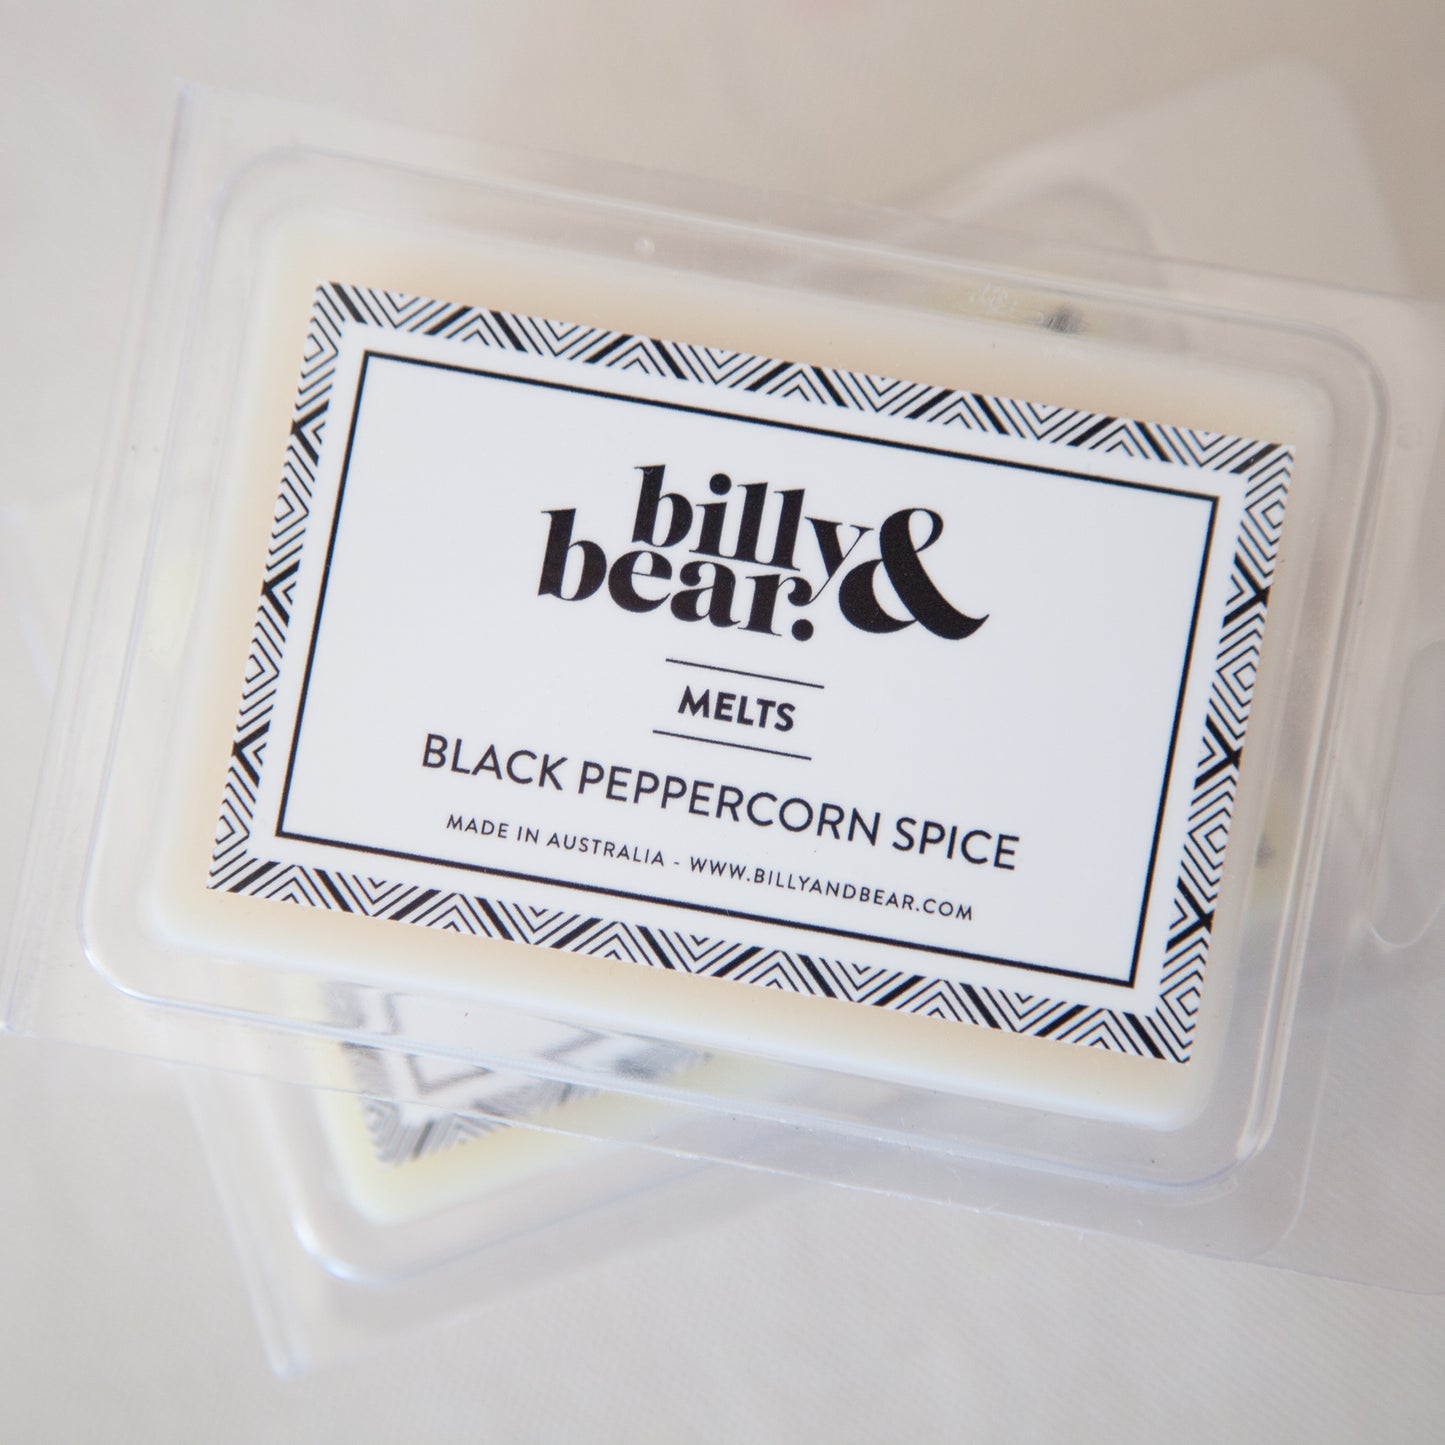 billy &
bear.
MELTS
BLACK PEPPERCORN SPICE
MADE IN AUSTRALIA - WWW.BILLYANDBEAR.COM